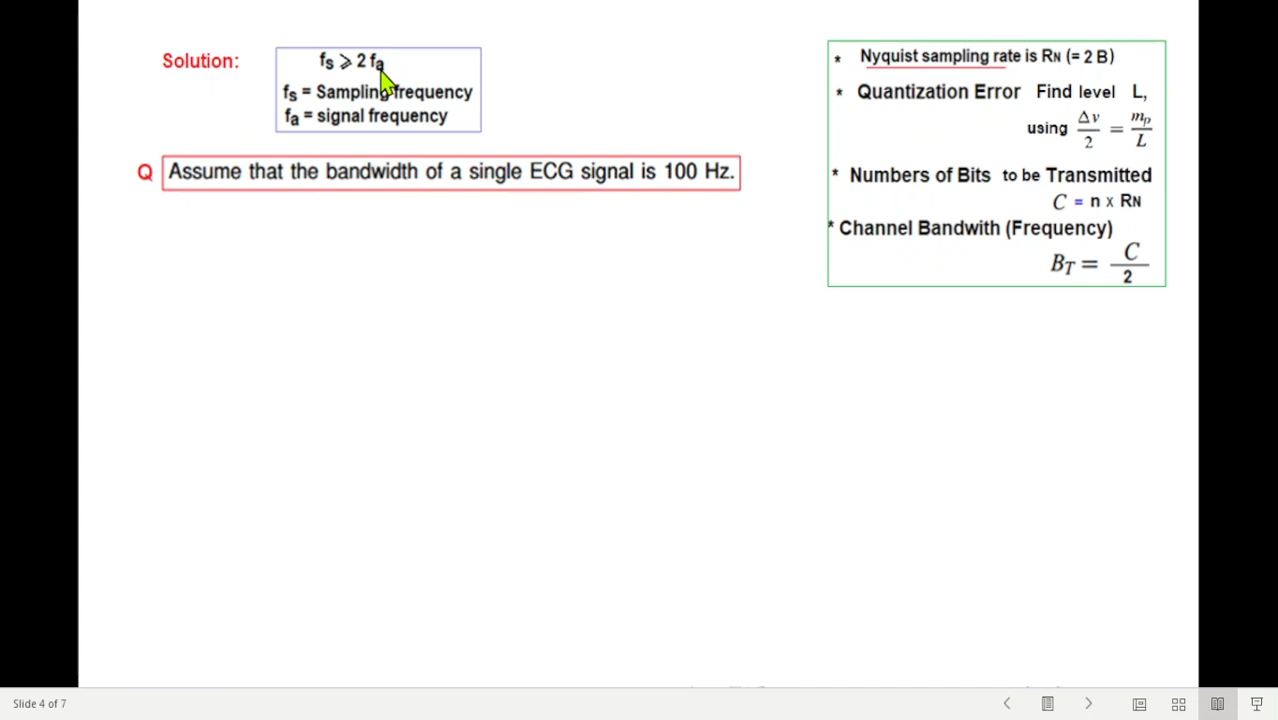 Solution:
fs ⩾ 2 fa
fs = Sampling frequency
fa = signal frequency
Q Assume that the bandwidth of a single ECG signal is 100 Hz.
* Nyquist sampling rate is RN (= 2 B)
* Quantization Error Find level L,
using Δv/2 = mp/L
* Numbers of Bits to be Transmitted
C = n x RN
* Channel Bandwith (Frequency)
BT = C/2
Slide 4 of 7